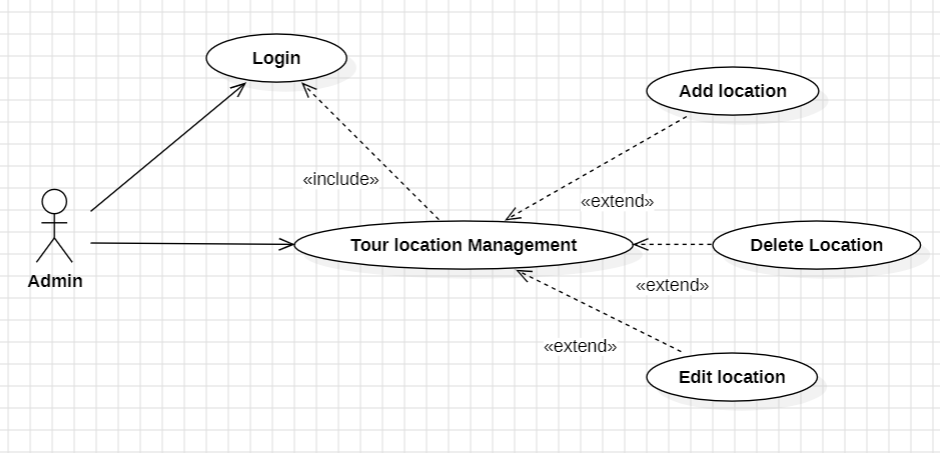 Login
Add location
«include»
«extend»
Tour location Management
Delete Location
Admin
«extend»
«extend»
Edit location